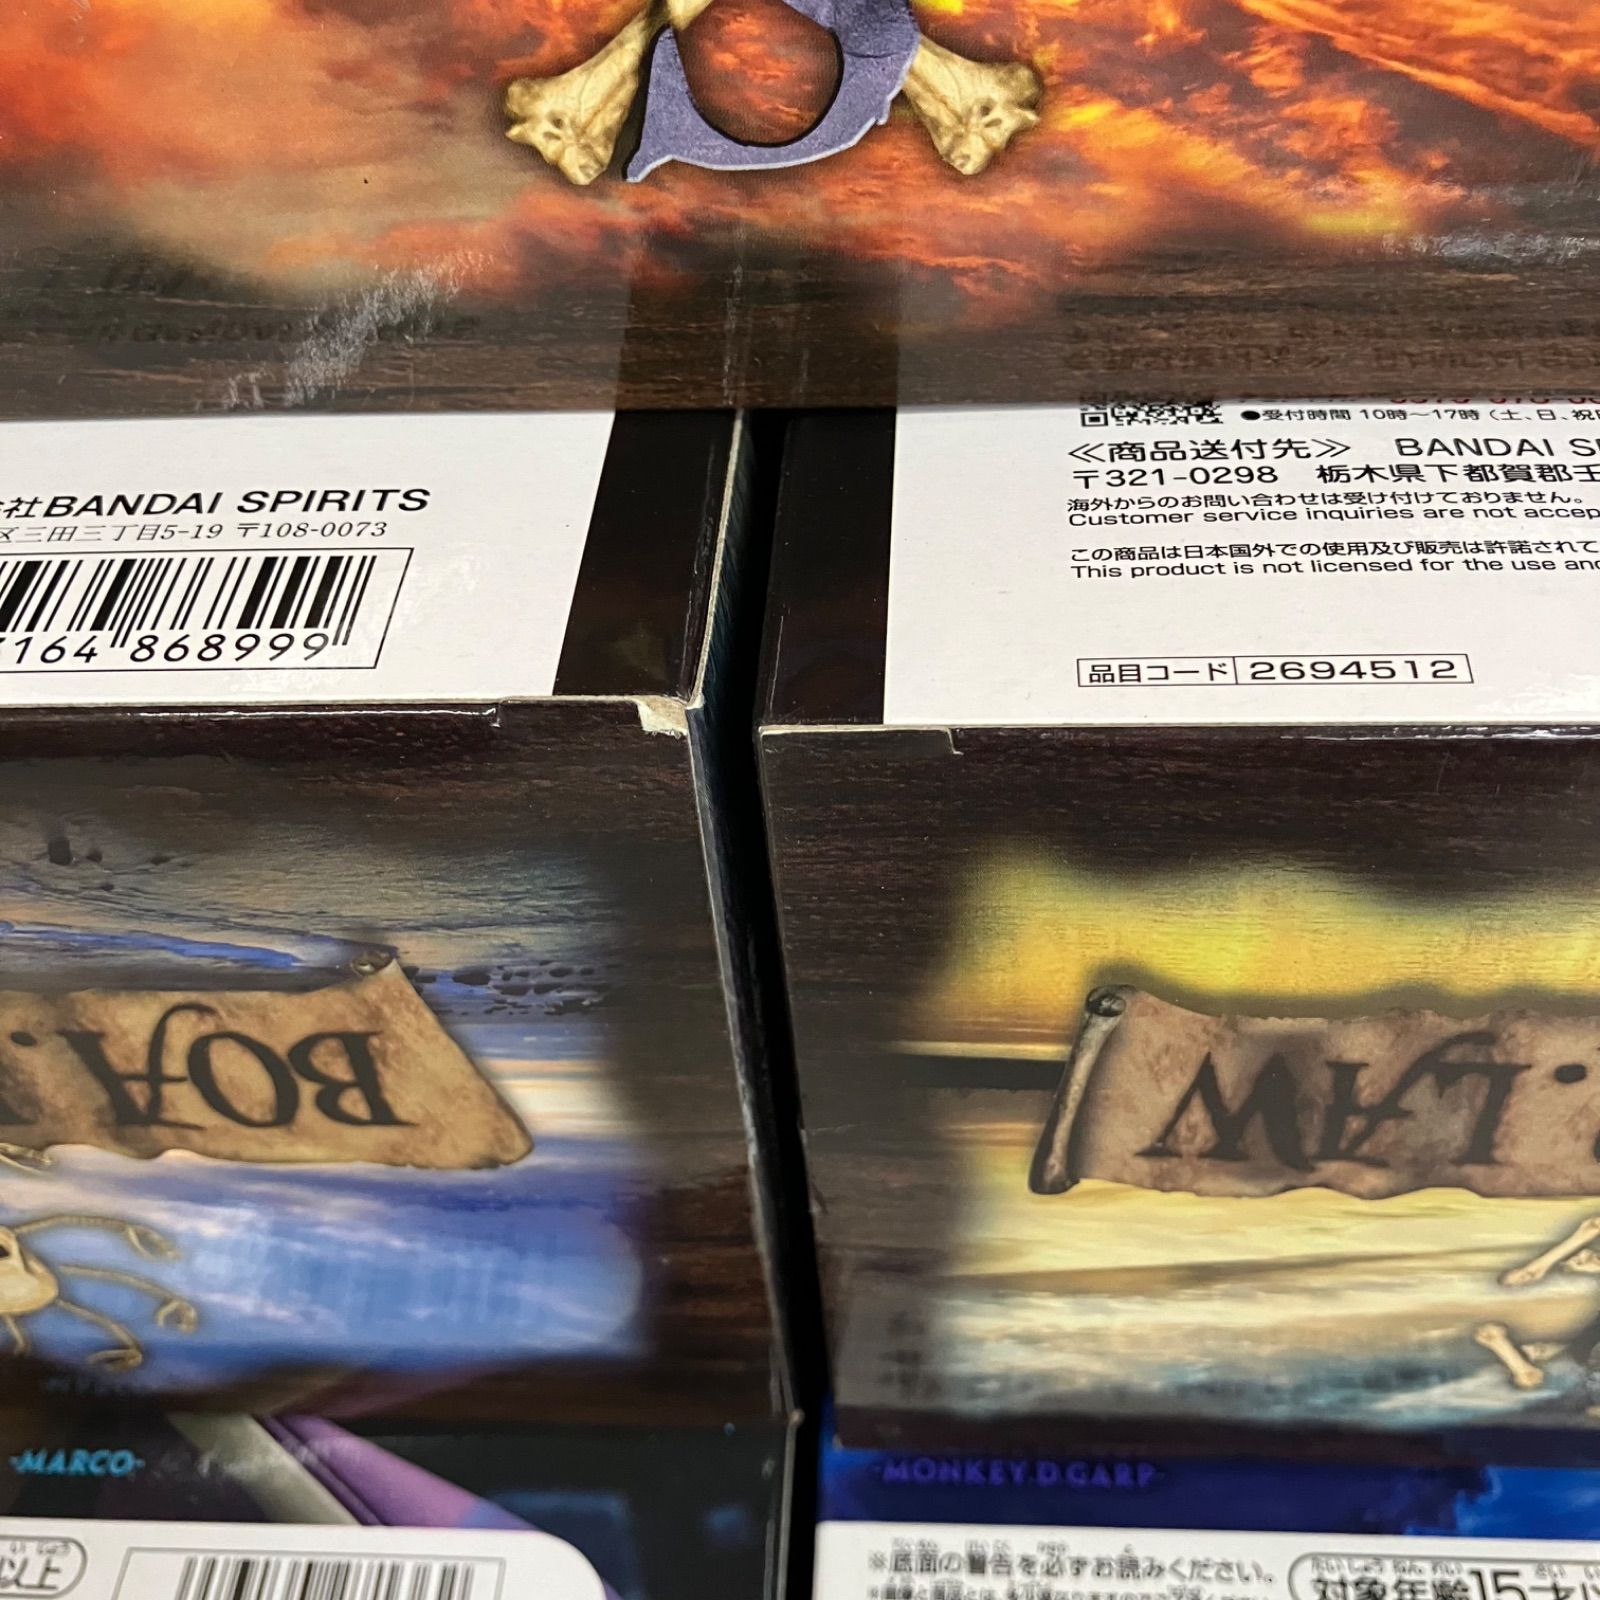 ●受付時間 10時～17時（土、日、祝
≪商品送付先≫ BANDAI S
〒321-0298 栃木県下都賀郡壬
海外からのお問い合わせは受け付けておりません。
Customer service inquiries are not accep
この商品は日本国外での使用及び販売は許諾されて
This product is not licensed for the use and
品目コード 2694512
社BANDAI SPIRITS
区三田三丁目5-19 〒108-0073
164 868999
BOA.
.LAW
·MARCO·
·MONKEY.D.GARP·
以上
※底面の警告を必ずお読みください。
対象年齢15才以